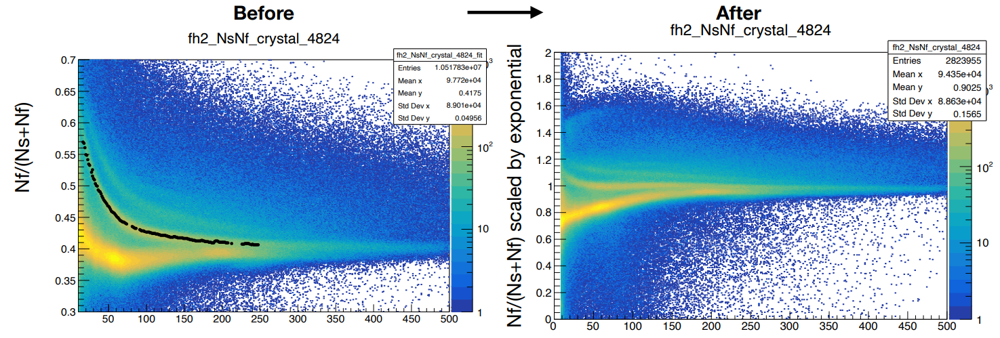 Before
After
fh2_NsNf_crystal_4824
fh2_NsNf_crystal_4824
Nf/(Ns+Nf)
0.7
0.65
0.6
0.55
0.5
0.45
0.4
0.35
0.3
50
100
150
200
250
300
350
400
450
500
fh2_NsNf_crystal_4824_fit
Entries 1.051783e+07
Mean x 9.772e+04
Mean y 0.4175
Std Dev x 8.901e+04
Std Dev y 0.04956
10²
10
1
Nf/(Ns+Nf) scaled by exponential
2
1.8
1.6
1.4
1.2
1
0.8
0.6
0.4
0.2
0
0
50
100
150
200
250
300
350
400
450
500
fh2_NsNf_crystal_4824
Entries 2823955
Mean x 9.435e+04
Mean y 0.9025
Std Dev x 8.863e+04
Std Dev y 0.1565
10²
10
1